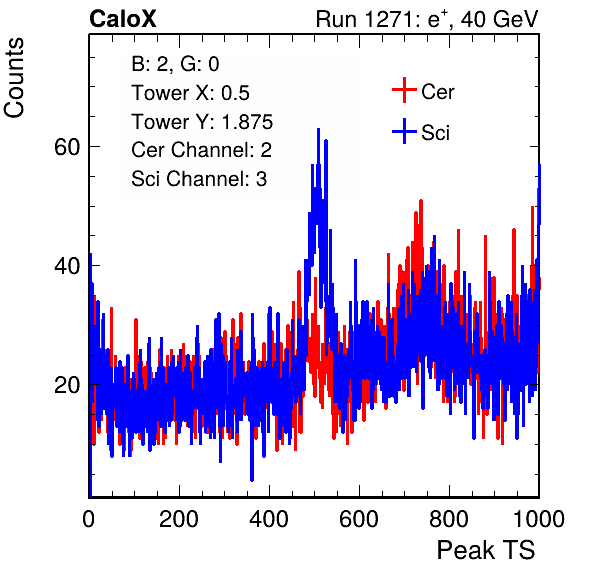 CaloX
Run 1271: e+, 40 GeV
Counts
B: 2, G: 0
Tower X: 0.5
Tower Y: 1.875
Cer Channel: 2
Sci Channel: 3
Cer
Sci
60
40
20
0 200 400 600 800 1000
Peak TS